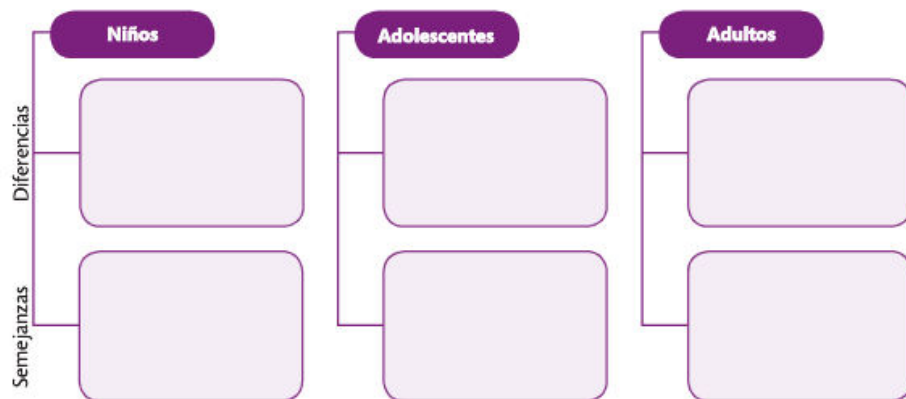 Niños
Adolescentes
Adultos
Diferencias
Semejanzas